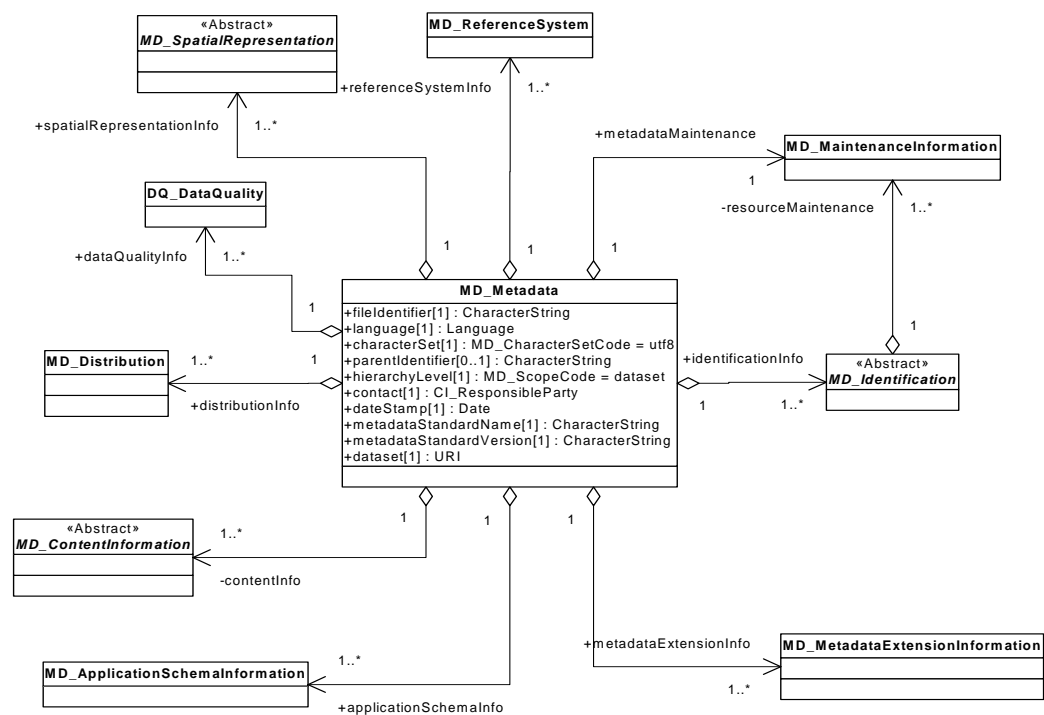 «Abstract»
MD_SpatialRepresentation
MD_ReferenceSystem
+referenceSystemInfo
1..*
+spatialRepresentationInfo
1..*
+metadataMaintenance
1
MD_MaintenanceInformation
-resourceMaintenance
1..*
DQ_DataQuality
+dataQualityInfo
1..*
1
1
1
1
MD_Metadata
+fileIdentifier[1] : CharacterString
+language[1] : Language
+characterSet[1] : MD_CharacterSetCode = utf8
+parentIdentifier[0..1] : CharacterString
+hierarchyLevel[1] : MD_ScopeCode = dataset
+contact[1] : CI_ResponsibleParty
+dateStamp[1] : Date
+metadataStandardName[1] : CharacterString
+metadataStandardVersion[1] : CharacterString
+dataset[1] : URI
MD_Distribution
1..*
1
+distributionInfo
+identificationInfo
1
1..*
1
«Abstract»
MD_Identification
1
1
1
«Abstract»
MD_ContentInformation
1..*
-contentInfo
+metadataExtensionInfo
1..*
MD_MetadataExtensionInformation
MD_ApplicationSchemaInformation
1..*
+applicationSchemaInfo